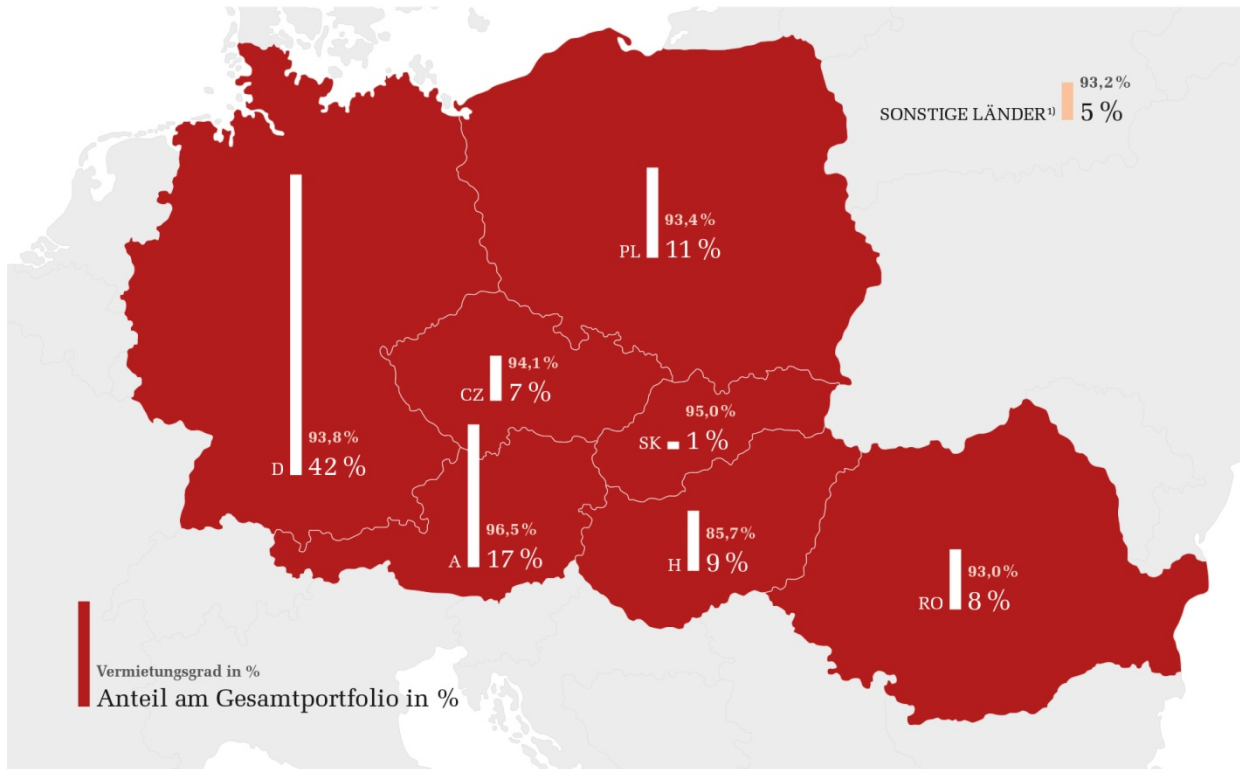 93,2 %
SONSTIGE LÄNDER¹⁾ 5 %
93,4 %
PL 11 %
94,1 %
CZ 7 %
95,0 %
SK 1 %
93,8 %
D 42 %
96,5 %
A 17 %
85,7 %
H 9 %
93,0 %
RO 8 %
Vermietungsgrad in %
Anteil am Gesamtportfolio in %